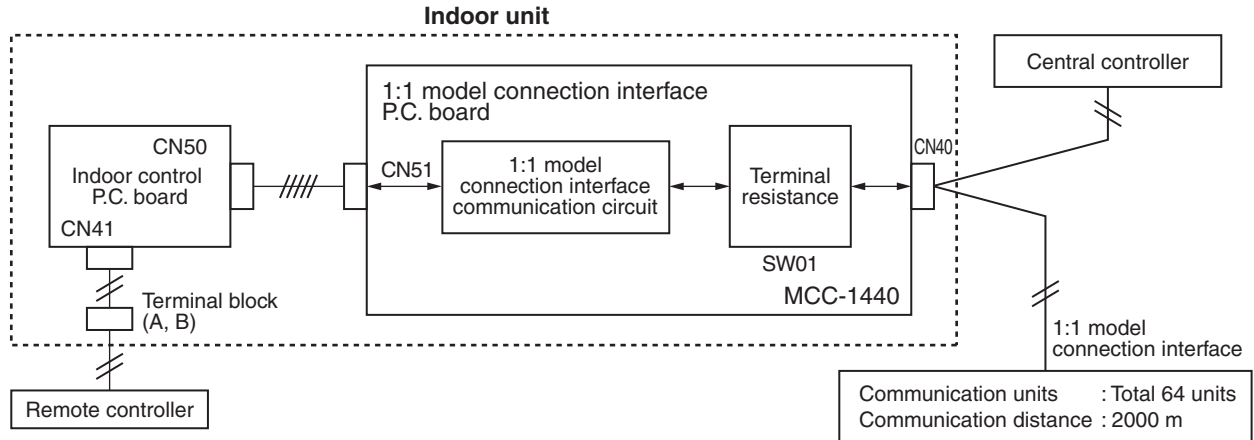 Indoor unit
Central controller
1:1 model connection interface
P.C. board
CN50
Indoor control
P.C. board
CN41
CN51
1:1 model
connection interface
communication circuit
Terminal
resistance
CN40
SW01
MCC-1440
Terminal block
(A, B)
1:1 model
connection interface
Remote controller
Communication units : Total 64 units
Communication distance : 2000 m